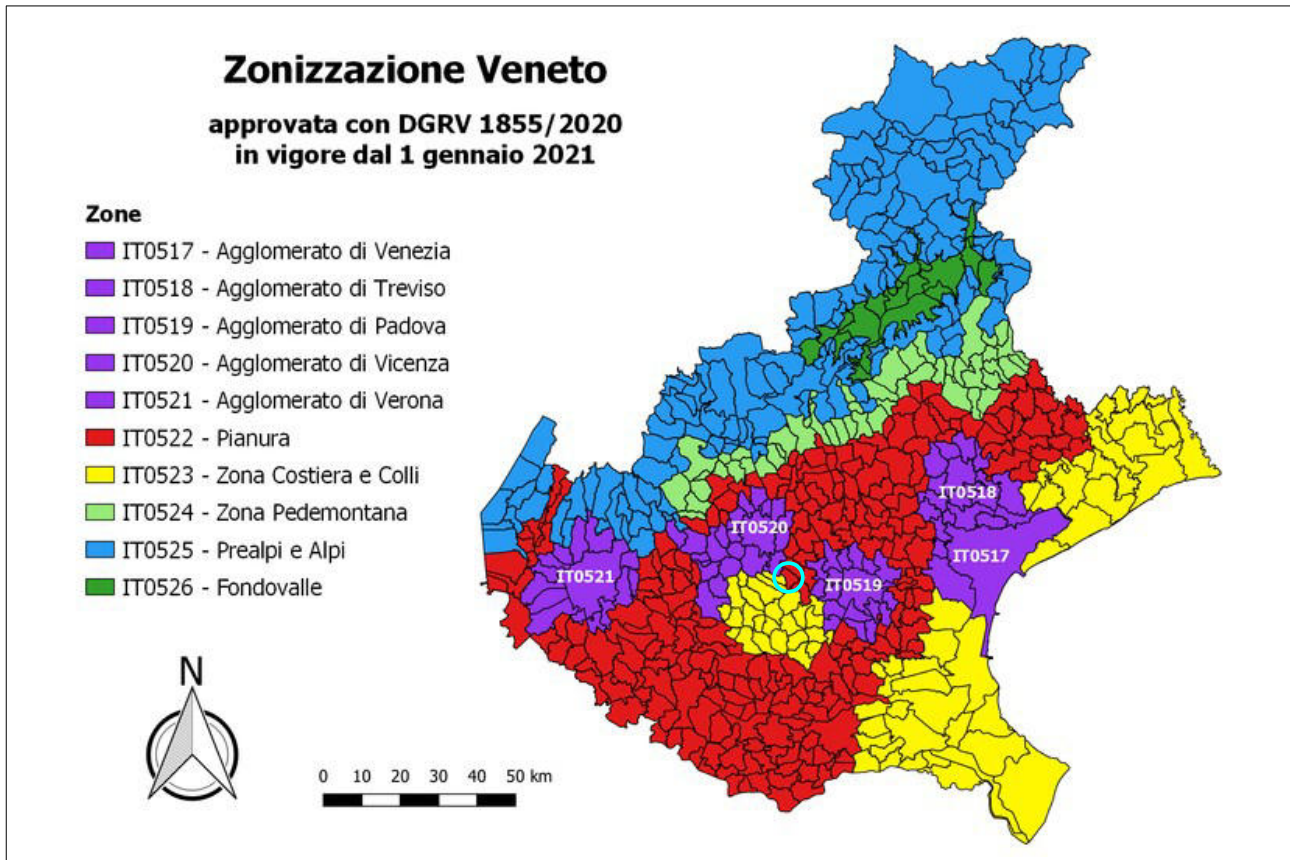 Zonizzazione Veneto
approvata con DGRV 1855/2020
in vigore dal 1 gennaio 2021
Zone
IT0517 - Agglomerato di Venezia
IT0518 - Agglomerato di Treviso
IT0519 - Agglomerato di Padova
IT0520 - Agglomerato di Vicenza
IT0521 - Agglomerato di Verona
IT0522 - Pianura
IT0523 - Zona Costiera e Colli
IT0524 - Zona Pedemontana
IT0525 - Prealpi e Alpi
IT0526 - Fondovalle
IT0518
IT0520
IT0517
IT0521
IT0519
N
0 10 20 30 40 50 km